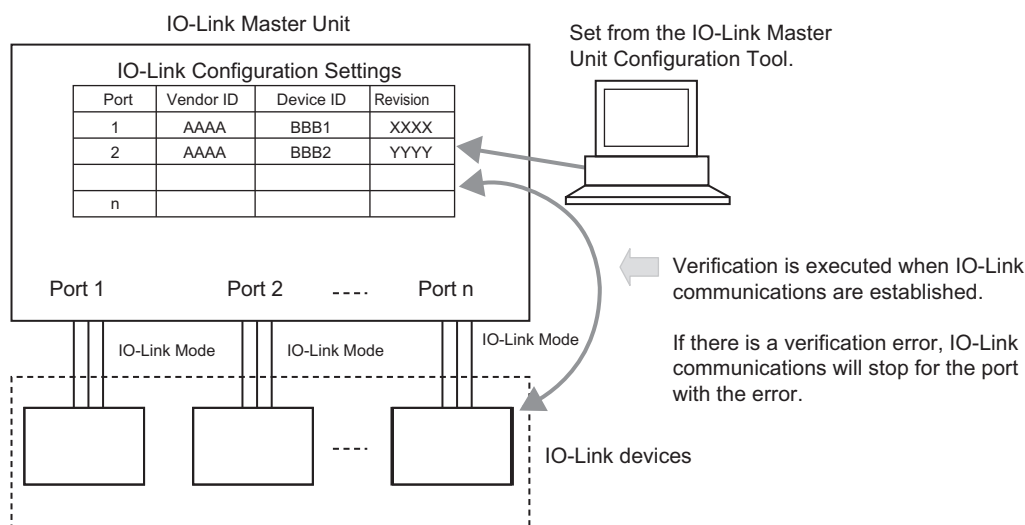 IO-Link Master Unit
Set from the IO-Link Master
Unit Configuration Tool.
IO-Link Configuration Settings
Port Vendor ID Device ID Revision
1 AAAA BBB1 XXXX
2 AAAA BBB2 YYYY
n
Verification is executed when IO-Link
communications are established.
If there is a verification error, IO-Link
communications will stop for the port
with the error.
Port 1 Port 2 Port n
IO-Link Mode IO-Link Mode IO-Link Mode
IO-Link devices